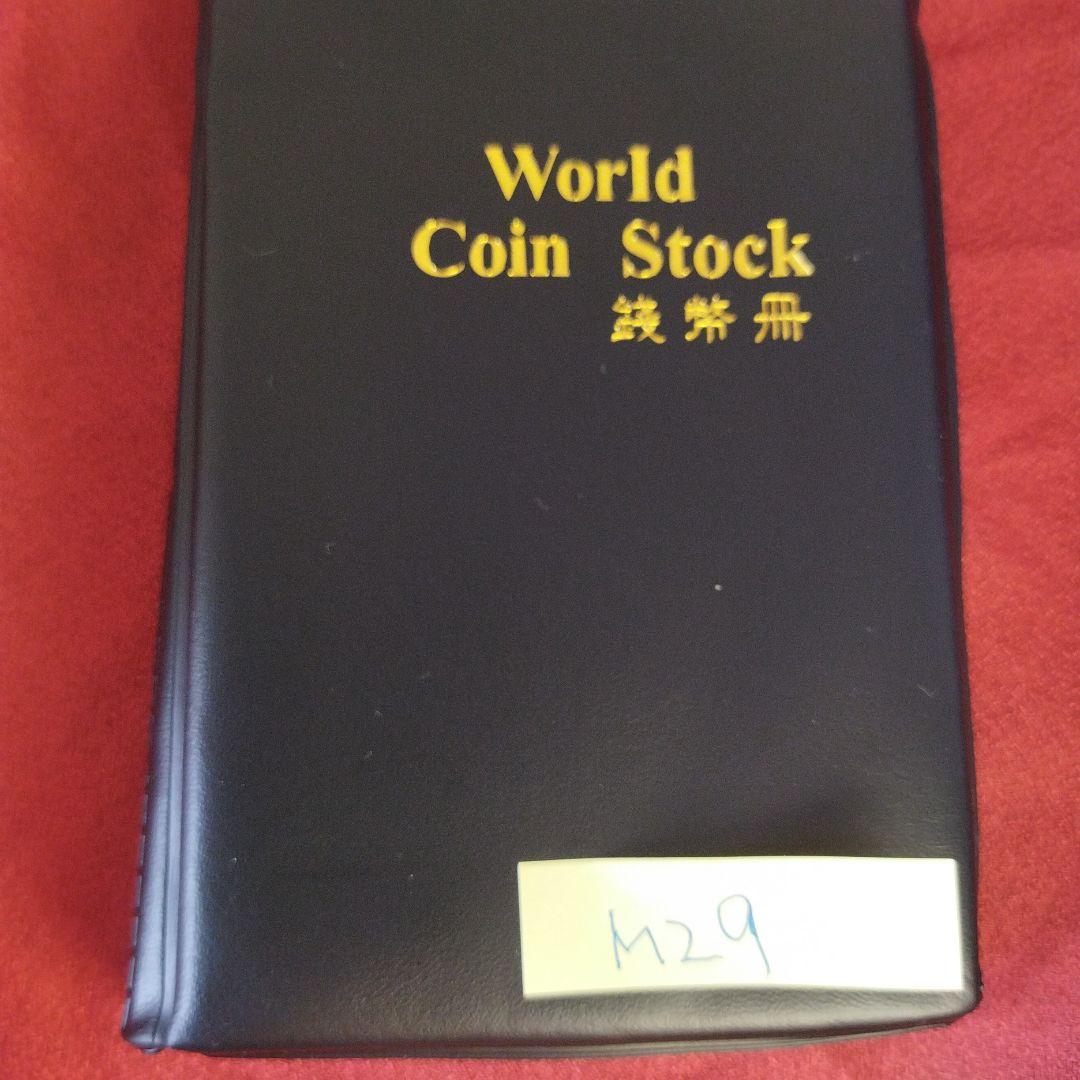 World
Coin Stock
錢幣冊
M29